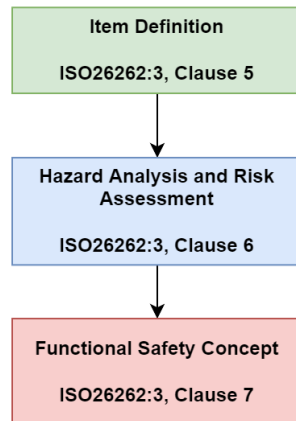 Item Definition
ISO26262:3, Clause 5
Hazard Analysis and Risk
Assessment
ISO26262:3, Clause 6
Functional Safety Concept
ISO26262:3, Clause 7